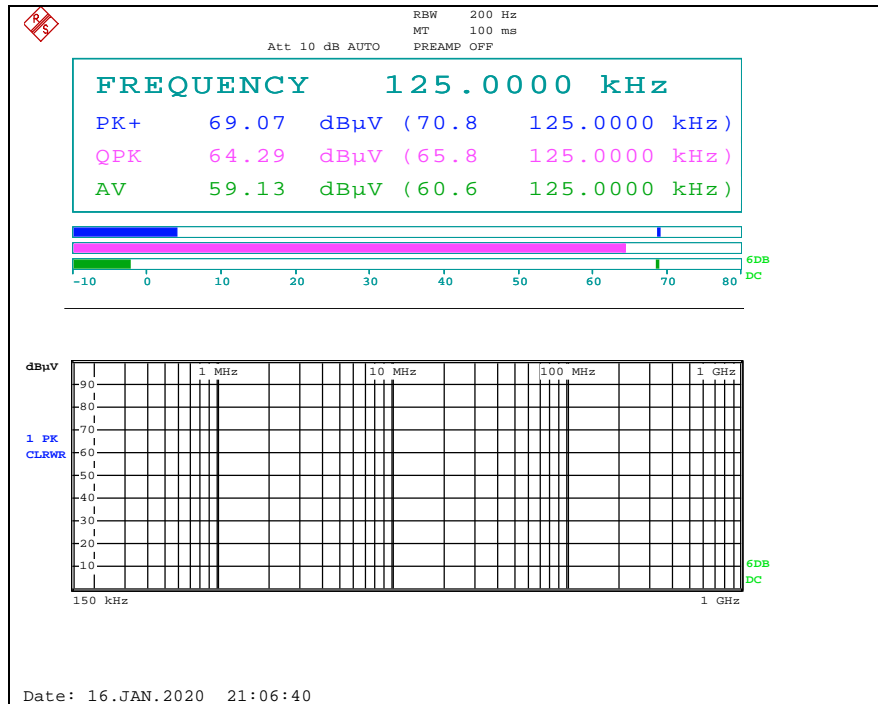 R S
RBW 200 Hz
MT 100 ms
Att 10 dB AUTO PREAMP OFF
FREQUENCY 125.0000 kHz
PK+ 69.07 dBµV (70.8 125.0000 kHz)
QPK 64.29 dBµV (65.8 125.0000 kHz)
AV 59.13 dBµV (60.6 125.0000 kHz)
6DB
DC
-10 0 10 20 30 40 50 60 70 80
dBµV
1 MHz 10 MHz 100 MHz 1 GHz
90
80
70
1 PK
CLRWR
60
50
40
30
20
10
6DB
DC
150 kHz 1 GHz
Date: 16.JAN.2020 21:06:40